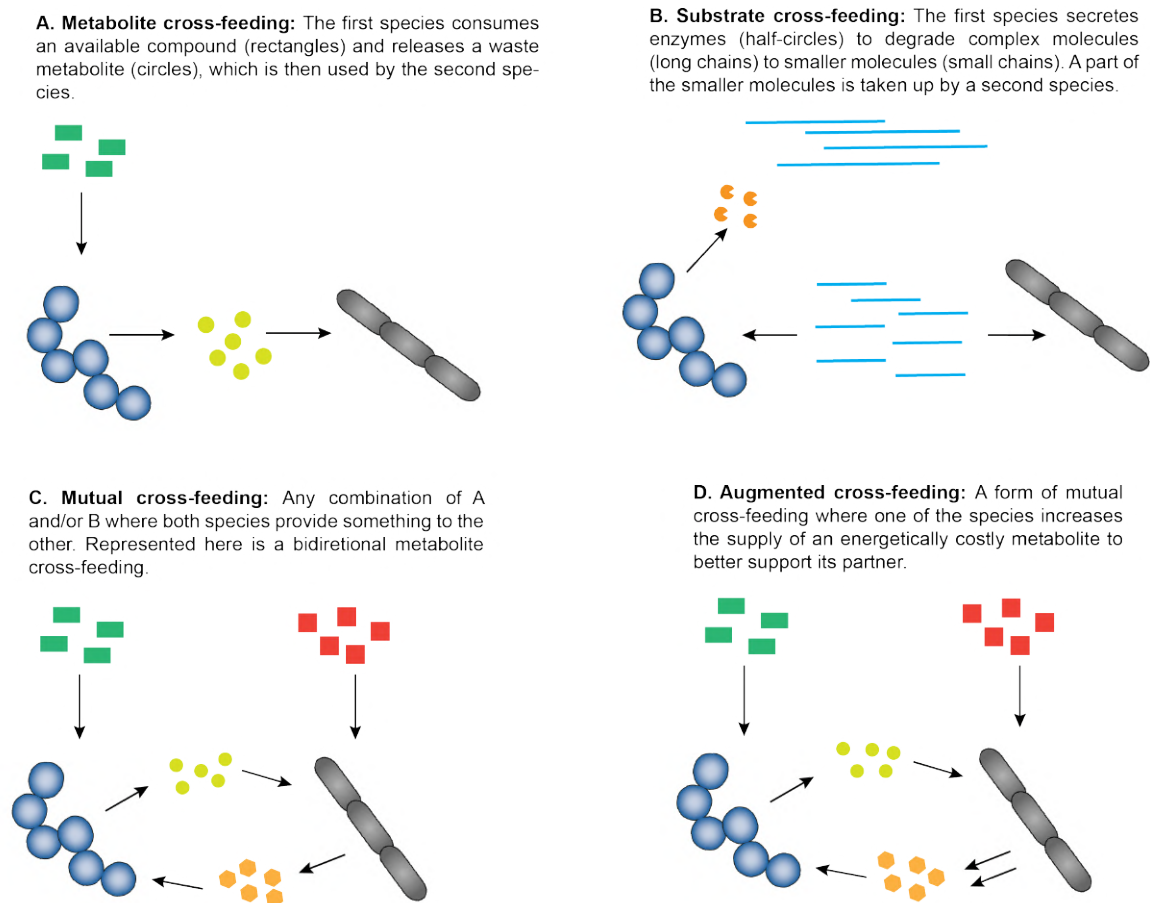 A. Metabolite cross-feeding: The first species consumes
an available compound (rectangles) and releases a waste
metabolite (circles), which is then used by the second spe-
cies.
B. Substrate cross-feeding: The first species secretes
enzymes (half-circles) to degrade complex molecules
(long chains) to smaller molecules (small chains). A part of
the smaller molecules is taken up by a second species.
C. Mutual cross-feeding: Any combination of A
and/or B where both species provide something to the
other. Represented here is a bidiretional metabolite
cross-feeding.
D. Augmented cross-feeding: A form of mutual
cross-feeding where one of the species increases
the supply of an energetically costly metabolite to
better support its partner.